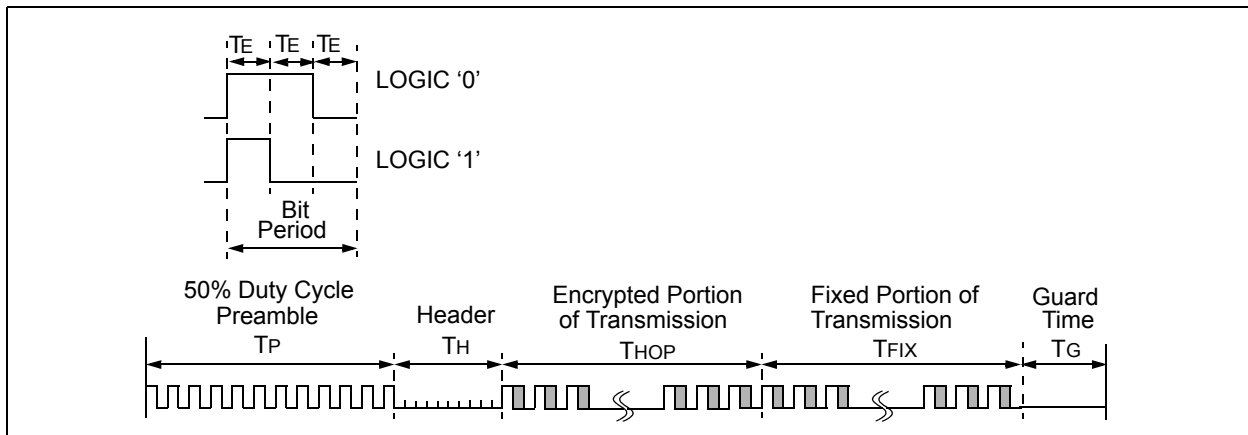 TE TE TE
LOGIC ‘0’
LOGIC ‘1’
Bit
Period
50% Duty Cycle
Preamble
TP
Header
TH
Encrypted Portion
of Transmission
THOP
Fixed Portion of
Transmission
TFIX
Guard
Time
TG